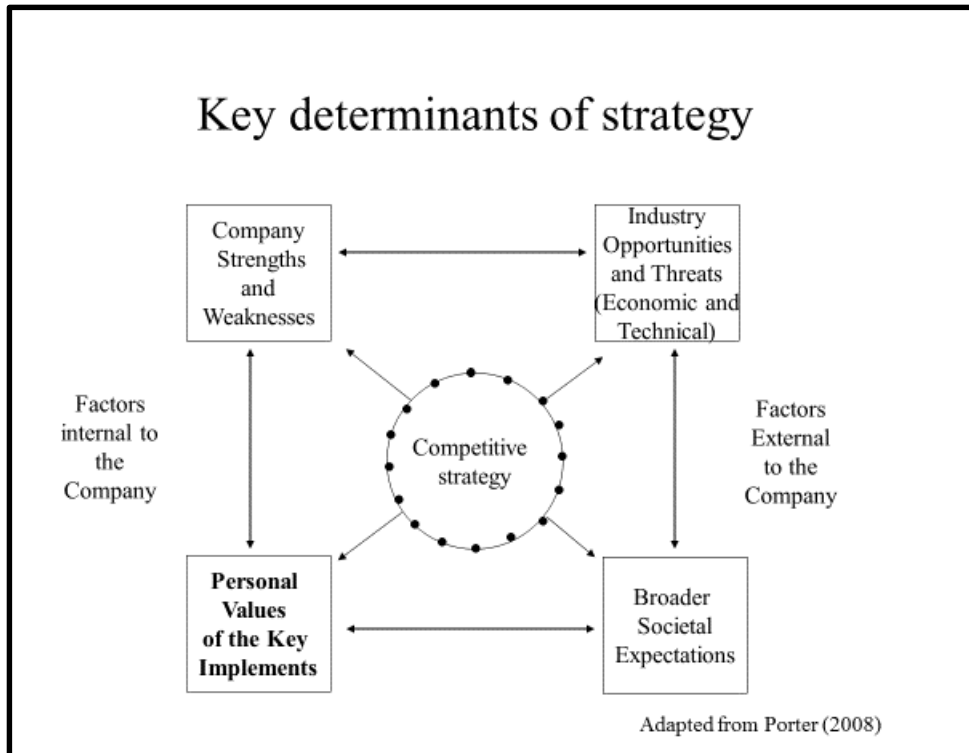 Key determinants of strategy
Company
Strengths
and
Weaknesses
Industry
Opportunities
and Threats
(Economic and
Technical)
Factors
internal to
the
Company
Competitive
strategy
Factors
External
to the
Company
Personal
Values
of the Key
Implements
Broader
Societal
Expectations
Adapted from Porter (2008)